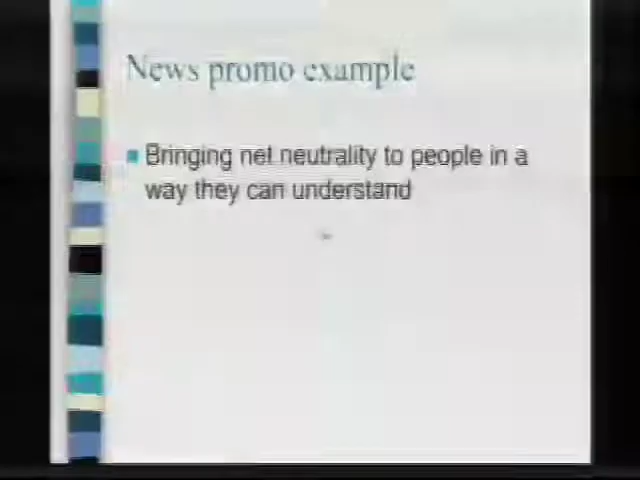 News promo example
Bringing net neutrality to people in a
way they can understand